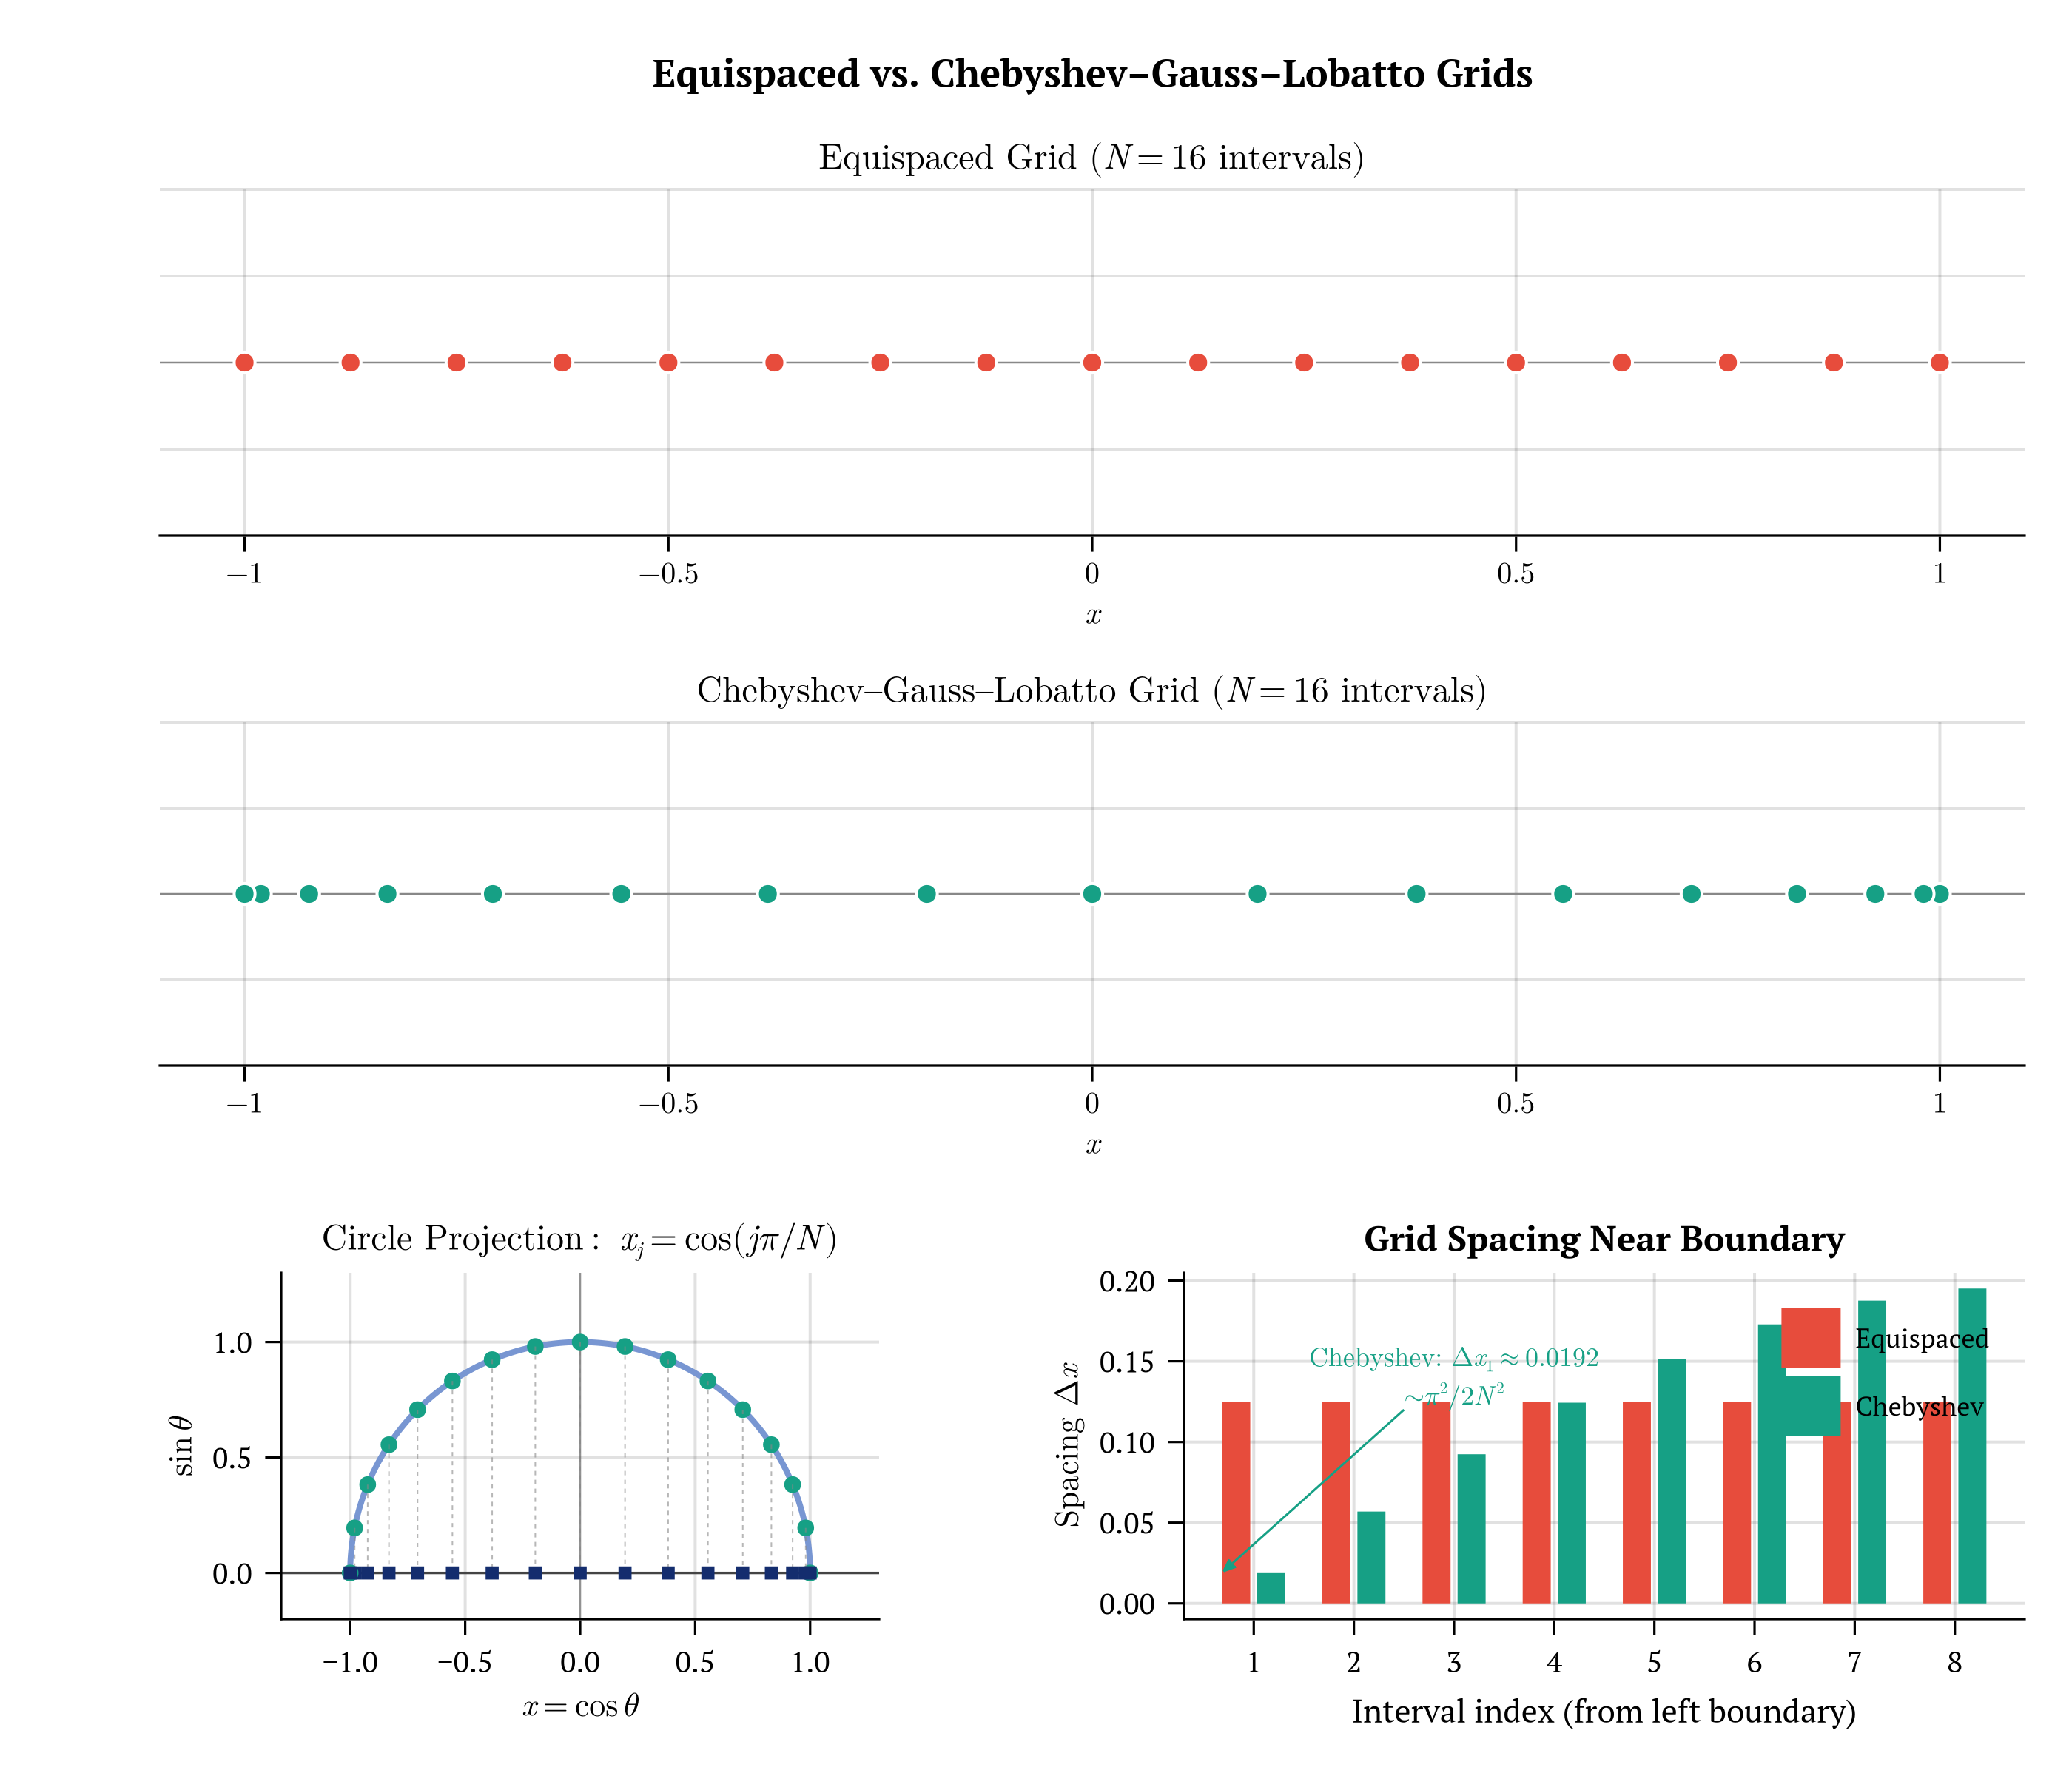 Equispaced vs. Chebyshev–Gauss–Lobatto Grids
Equispaced Grid (N = 16 intervals)
−1 −0.5 0 0.5 1
x
Chebyshev–Gauss–Lobatto Grid (N = 16 intervals)
−1 −0.5 0 0.5 1
x
Circle Projection : x_j = cos(jπ/N)
sin θ
1.0
0.5
0.0
−1.0 −0.5 0.0 0.5 1.0
x = cos θ
Grid Spacing Near Boundary
Spacing Δx
0.20
0.15
0.10
0.05
0.00
Chebyshev: Δx₁ ≈ 0.0192
∼π²/2N²
Equispaced
Chebyshev
1 2 3 4 5 6 7 8
Interval index (from left boundary)